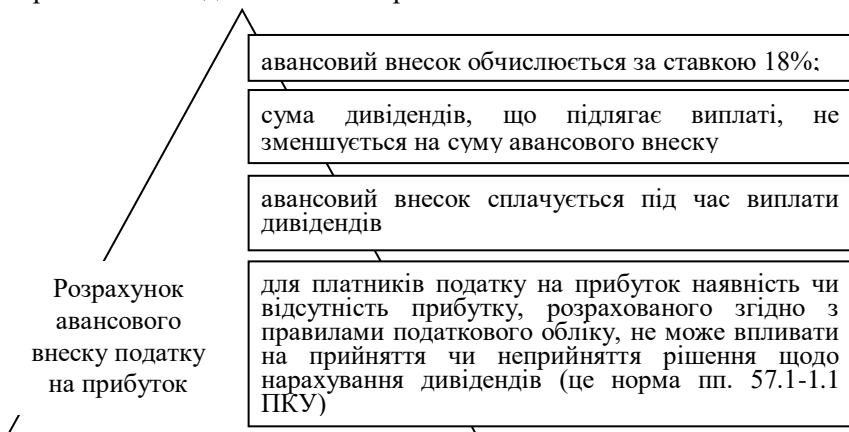 авансовий внесок обчислюється за ставкою 18%;
сума дивідендів, що підлягає виплаті, не
зменшується на суму авансового внеску
авансовий внесок сплачується під час виплати
дивідендів
Розрахунок
авансового
внеску податку
на прибуток
для платників податку на прибуток наявність чи
відсутність прибутку, розрахованого згідно з
правилами податкового обліку, не може впливати
на прийняття чи неприйняття рішення щодо
нарахування дивідендів (це норма пп. 57.1-1.1
ПКУ)